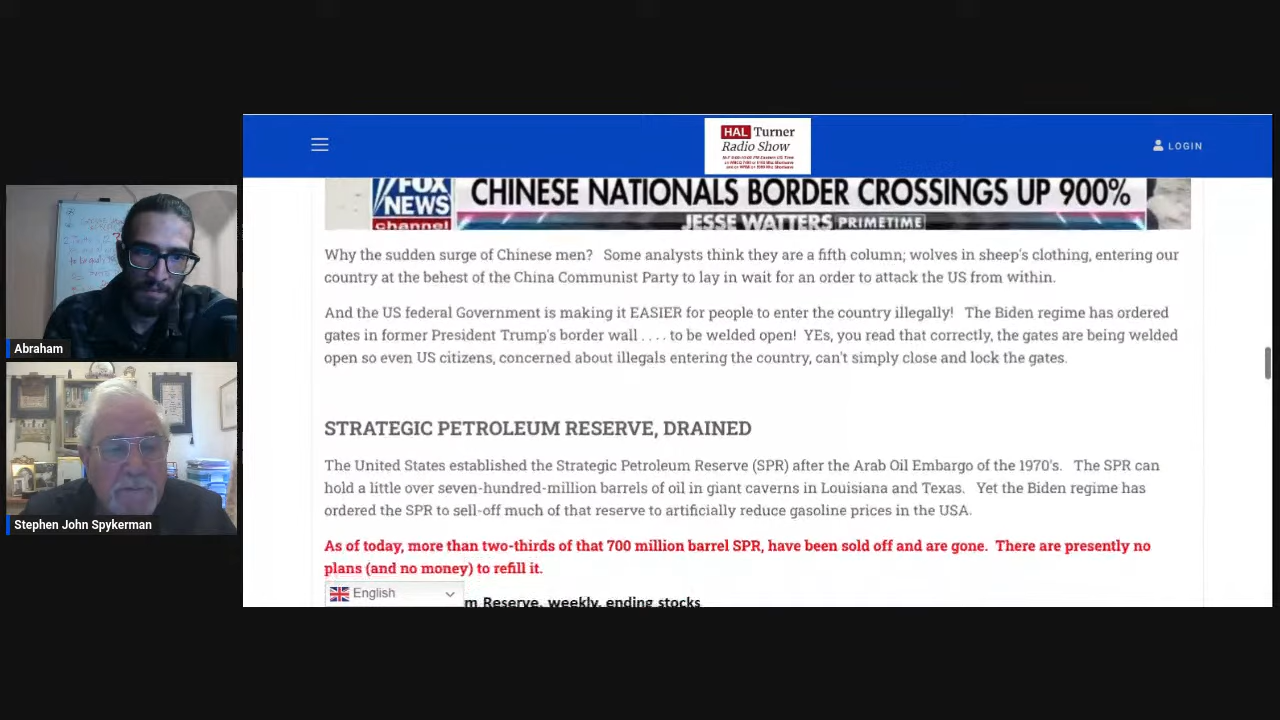 HAL Turner
Radio Show
LOGIN
FOX
NEWS
channel
CHINESE NATIONALS BORDER CROSSINGS UP 900%
JESSE WATTERS PRIMETIME
Why the sudden surge of Chinese men? Some analysts think they are a fifth column; wolves in sheep's clothing, entering our
country at the behest of the China Communist Party to lay in wait for an order to attack the US from within.
And the US federal Government is making it EASIER for people to enter the country illegally! The Biden regime has ordered
gates in former President Trump's border wall . . . . to be welded open! YEs, you read that correctly, the gates are being welded
open so even US citizens, concerned about illegals entering the country, can't simply close and lock the gates.
STRATEGIC PETROLEUM RESERVE, DRAINED
The United States established the Strategic Petroleum Reserve (SPR) after the Arab Oil Embargo of the 1970's. The SPR can
hold a little over seven-hundred-million barrels of oil in giant caverns in Louisiana and Texas. Yet the Biden regime has
ordered the SPR to sell-off much of that reserve to artificially reduce gasoline prices in the USA.
As of today, more than two-thirds of that 700 million barrel SPR, have been sold off and are gone. There are presently no
plans (and no money) to refill it.
English
m Reserve, weekly, ending stocks
Abraham
Stephen John Spykerman